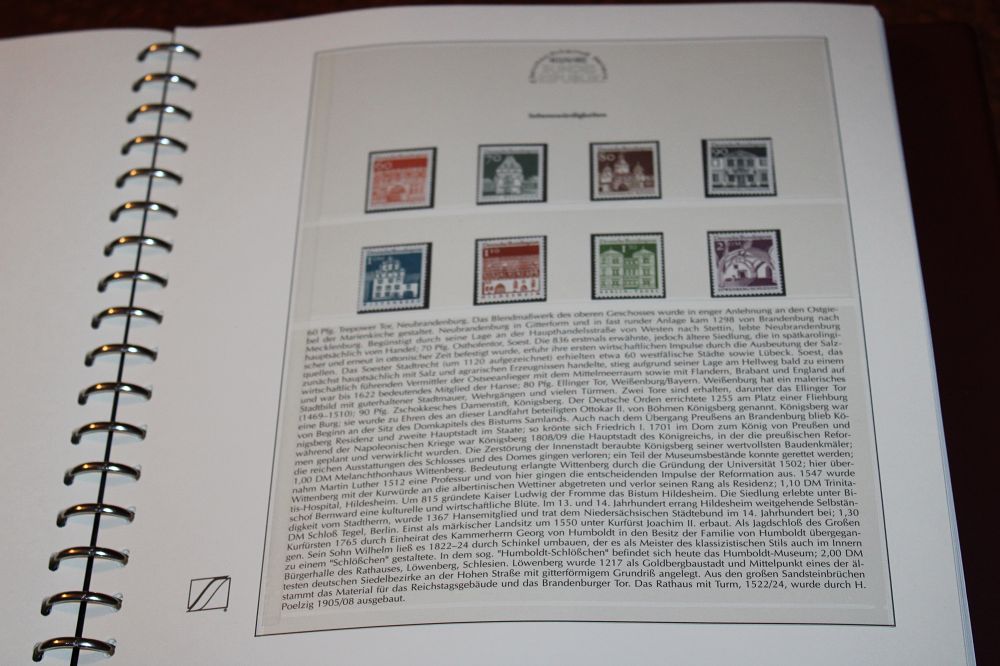 Sehenswürdigkeiten
60
70
80
90
WITTENBERG
HILDESHEIM
60 Pfg. Treptower Tor, Neubrandenburg. Das Blendmaßwerk des oberen Geschosses wurde in enger Anlehnung an den Ostgie-
bel der Marienkirche gestaltet. Neubrandenburg in Gitterform und in fast runder Anlage kam 1298 von Brandenburg nach
Mecklenburg. Begünstigt durch seine Lage an der Haupthandelsstraße von Westen nach Stettin, lebte Neubrandenburg
hauptsächlich vom Handel; 70 Pfg. Osthofentor, Soest. Die 836 erstmals erwähnte, jedoch ältere Siedlung, die in spätkarolingi-
scher und erneut in ottonischer Zeit befestigt wurde, erfuhr ihre ersten wirtschaftlichen Impulse durch die Ausbeutung der Salz-
quellen. Das Soester Stadtrecht (um 1120 aufgezeichnet) erhielten etwa 60 westfälische Städte sowie Lübeck. Soest, das
zunächst hauptsächlich mit Salz und agrarischen Erzeugnissen handelte, stieg aufgrund seiner Lage am Hellweg bald zu einem
wirtschaftlich führenden Vermittler der Ostseeanlieger mit dem Mittelmeerraum sowie mit Flandern, Brabant und England auf
und war bis 1622 bedeutendes Mitglied der Hanse; 80 Pfg. Ellinger Tor, Weißenburg/Bayern. Weißenburg hat ein malerisches
Stadtbild mit guterhaltener Stadtmauer, Wehrgängen und vielen Türmen. Zwei Tore sind erhalten, darunter das Ellinger Tor
(1469–1510); 90 Pfg. Zschokkesches Damenstift, Königsberg. Der Deutsche Orden errichtete 1255 am Platz einer Fliehburg
eine Burg; sie wurde zu Ehren des an dieser Landfahrt beteiligten Ottokar II. von Böhmen Königsberg genannt. Königsberg war
von Beginn an der Sitz des Domkapitels des Bistums Samlands. Auch nach dem Übergang Preußens an Brandenburg blieb Kö-
nigsberg Residenz und zweite Hauptstadt im Staate; so krönte sich Friedrich I. 1701 im Dom zum König von Preußen und
während der Napoleonischen Kriege war Königsberg 1808/09 die Hauptstadt des Königreichs, in der die preußischen Refor-
men geplant und verwirklicht wurden. Die Zerstörung der Innenstadt beraubte Königsberg seiner wertvollsten Baudenkmäler;
die reichen Ausstattungen des Schlosses und des Domes gingen verloren; ein Teil der Museumsbestände konnte gerettet werden;
1,00 DM Melanchthonhaus Wittenberg. Bedeutung erlangte Wittenberg durch die Gründung der Universität 1502; hier über-
nahm Martin Luther 1512 eine Professur und von hier gingen die entscheidenden Impulse der Reformation aus. 1547 wurde
Wittenberg mit der Kurwürde an die albertinischen Wettiner abgetreten und verlor seinen Rang als Residenz; 1,10 DM Trinita-
tis-Hospital, Hildesheim. Um 815 gründete Kaiser Ludwig der Fromme das Bistum Hildesheim. Die Siedlung erlebte unter Bi-
schof Bernward eine kulturelle und wirtschaftliche Blüte. Im 13. und 14. Jahrhundert errang Hildesheim weitgehende Selbstän-
digkeit vom Stadtherrn, wurde 1367 Hansemitglied und trat dem Niedersächsischen Städtebund im 14. Jahrhundert bei; 1,30
DM Schloß Tegel, Berlin. Einst als märkischer Landsitz um 1550 unter Kurfürst Joachim II. erbaut. Als Jagdschloß des Großen
Kurfürsten 1765 durch Einheirat des Kammerherrn Georg von Humboldt in den Besitz der Familie von Humboldt übergegan-
gen. Sein Sohn Wilhelm ließ es 1822–24 durch Schinkel umbauen, der es als Meister des klassizistischen Stils auch im Innern
zu einem "Schlößchen" gestaltete. In dem sog. "Humboldt-Schlößchen" befindet sich heute das Humboldt-Museum; 2,00 DM
Bürgerhalle des Rathauses, Löwenberg, Schlesien. Löwenberg wurde 1217 als Goldbergbaustadt und Mittelpunkt eines der äl-
testen deutschen Siedelbezirke an der Hohen Straße mit gitterförmigem Grundriß angelegt. Aus den großen Sandsteinbrüchen
stammt das Material für das Reichstagsgebäude und das Brandenburger Tor. Das Rathaus mit Turm, 1522/24, wurde durch H.
Poelzig 1905/08 ausgebaut.